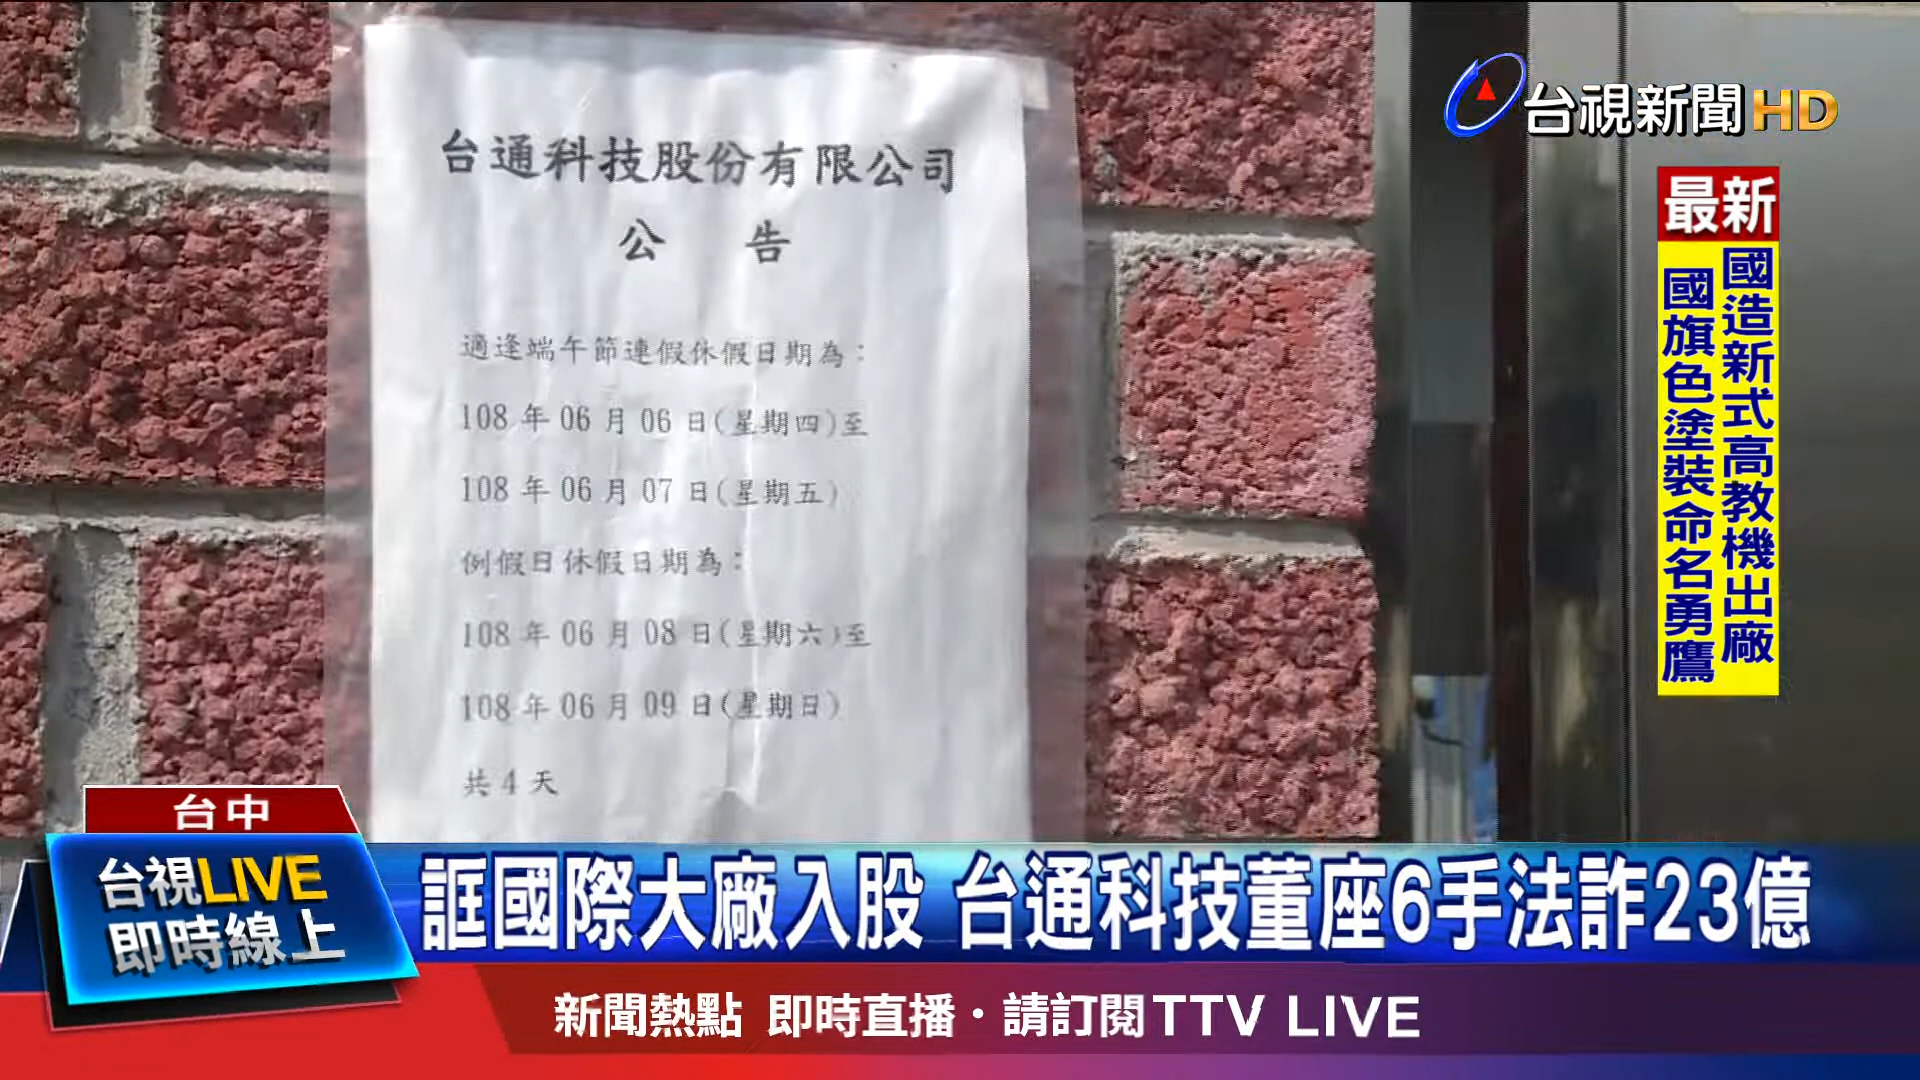 台通科技股份有限公司
公 告
適逢端午節連假休假日期為：
108 年 06 月 06 日(星期四)至
108 年 06 月 07 日(星期五)
例假日休假日期為：
108 年 06 月 08 日(星期六)至
108 年 06 月 09 日(星期日)
共 4 天
台視新聞HD
最新
國造新式高教機出廠
國旗色塗裝命名勇鷹
台中
台視LIVE
即時線上
誆國際大廠入股 台通科技董座6手法詐23億
新聞熱點 即時直播‧請訂閱TTV LIVE